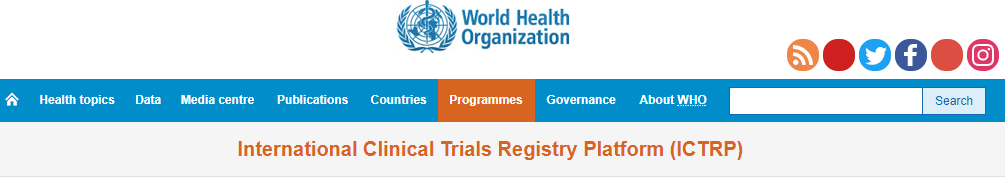 World Health
Organization
Health topics Data Media centre Publications Countries Programmes Governance About WHO Search
International Clinical Trials Registry Platform (ICTRP)